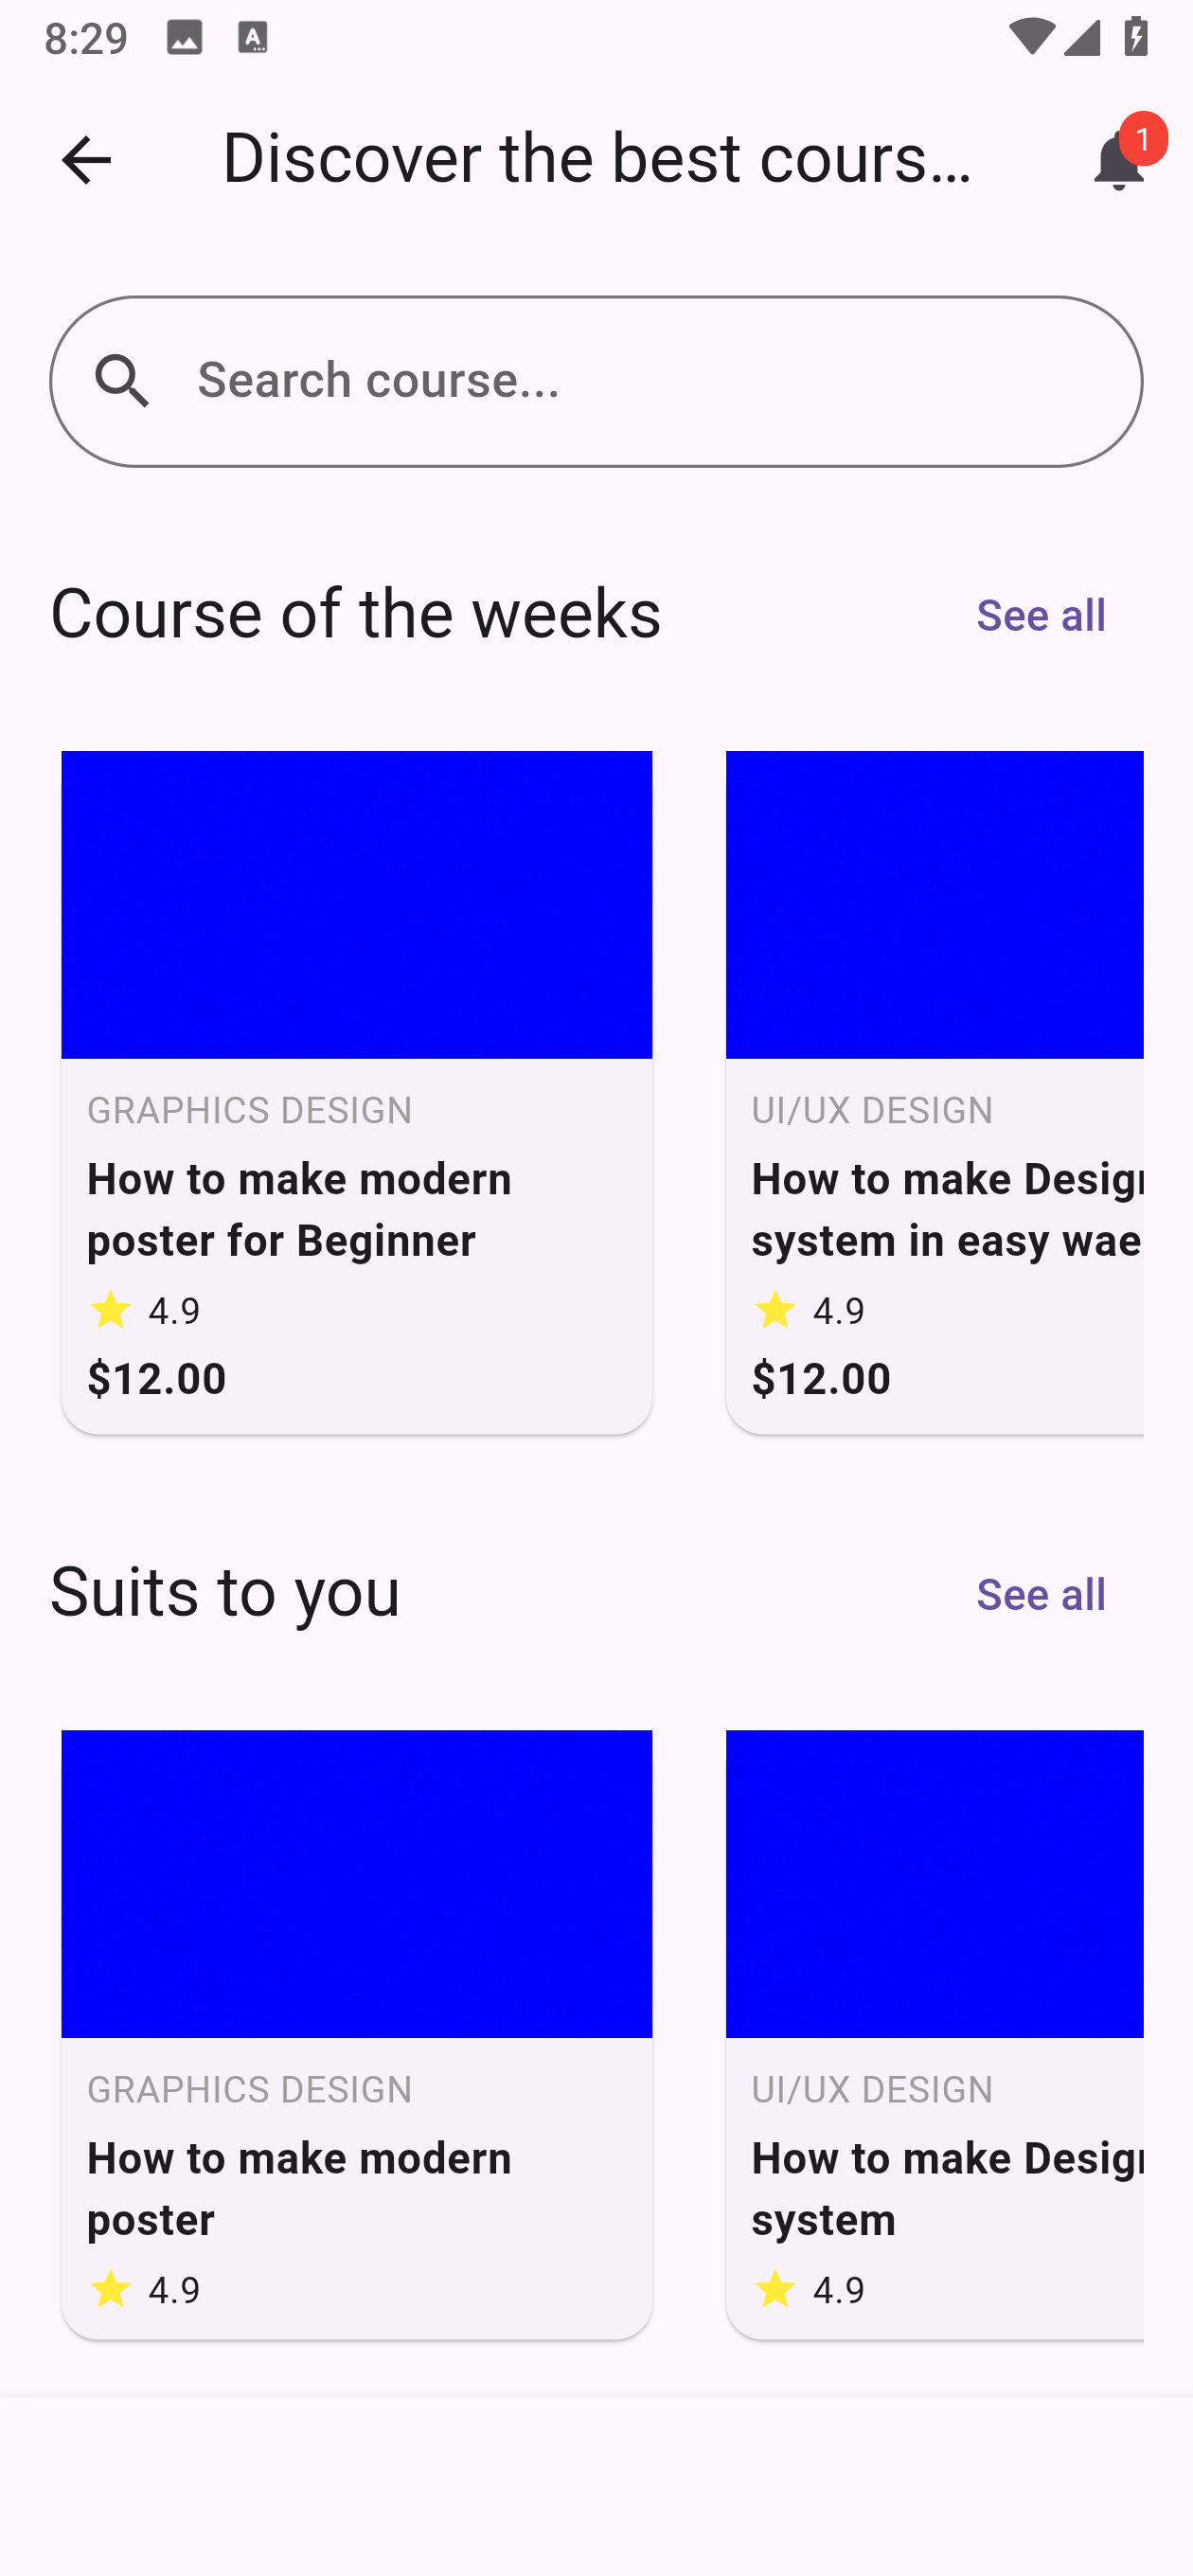 8:29
Discover the best cours...
1
Search course...
Course of the weeks
See all
GRAPHICS DESIGN
How to make modern
poster for Beginner
4.9
$12.00
UI/UX DESIGN
How to make Design
system in easy wae
4.9
$12.00
Suits to you
See all
GRAPHICS DESIGN
How to make modern
poster
4.9
UI/UX DESIGN
How to make Design
system
4.9